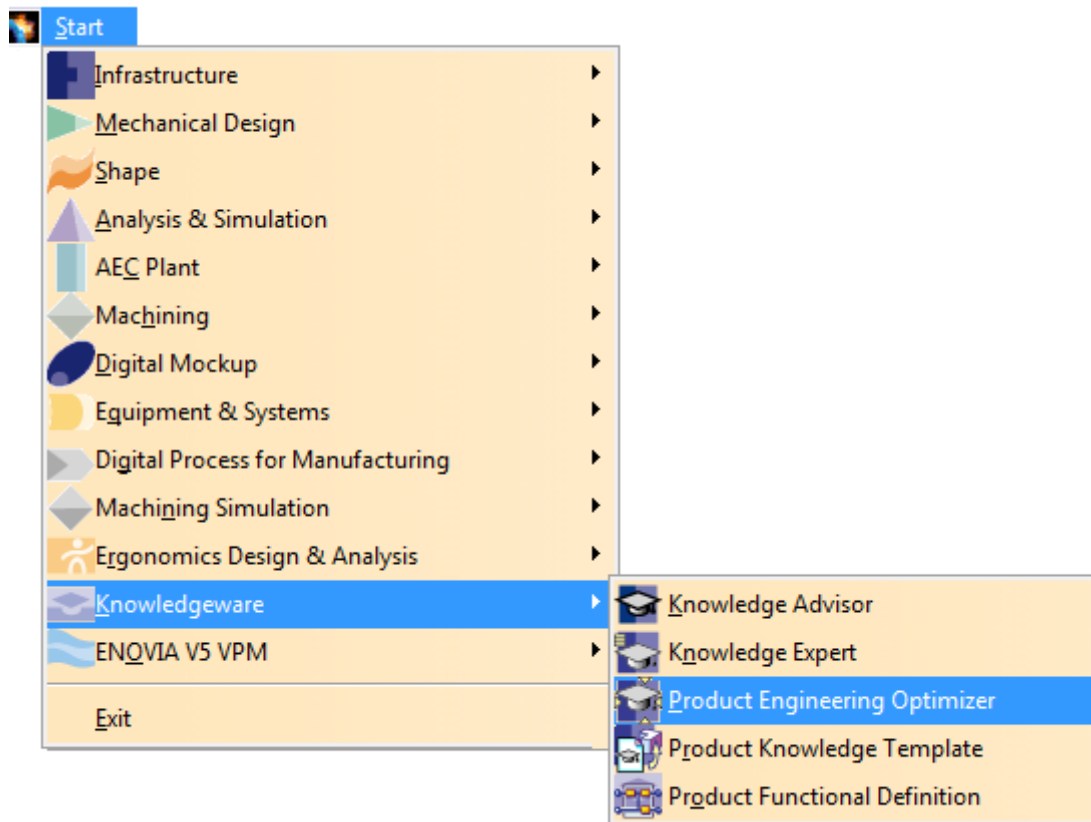 Start
Infrastructure
Mechanical Design
Shape
Analysis & Simulation
AEC Plant
Machining
Digital Mockup
Equipment & Systems
Digital Process for Manufacturing
Machining Simulation
Ergonomics Design & Analysis
Knowledgeware
ENOVIA V5 VPM
Exit
Knowledge Advisor
Knowledge Expert
Product Engineering Optimizer
Product Knowledge Template
Product Functional Definition